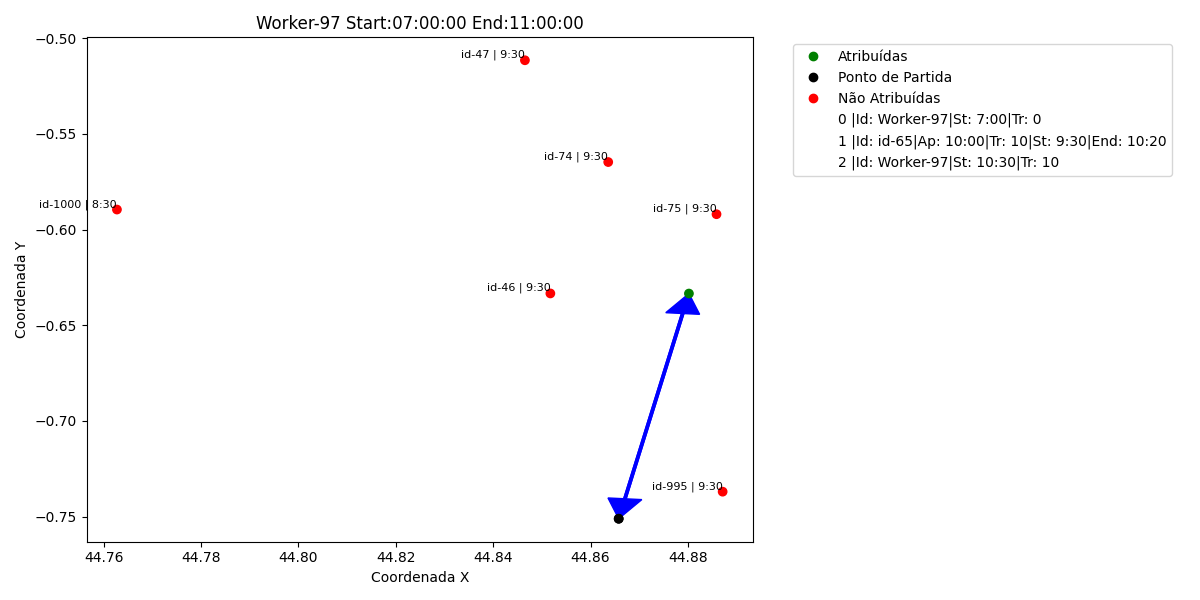 Worker-97 Start:07:00:00 End:11:00:00
−0.50
−0.55
−0.60
−0.65
−0.70
−0.75
Coordenada Y
id-47 | 9:30
id-74 | 9:30
id-1000 | 8:30
id-75 | 9:30
id-46 | 9:30
id-995 | 9:30
44.76 44.78 44.80 44.82 44.84 44.86 44.88
Coordenada X
Atribuídas
Ponto de Partida
Não Atribuídas
0 |Id: Worker-97|St: 7:00|Tr: 0
1 |Id: id-65|Ap: 10:00|Tr: 10|St: 9:30|End: 10:20
2 |Id: Worker-97|St: 10:30|Tr: 10